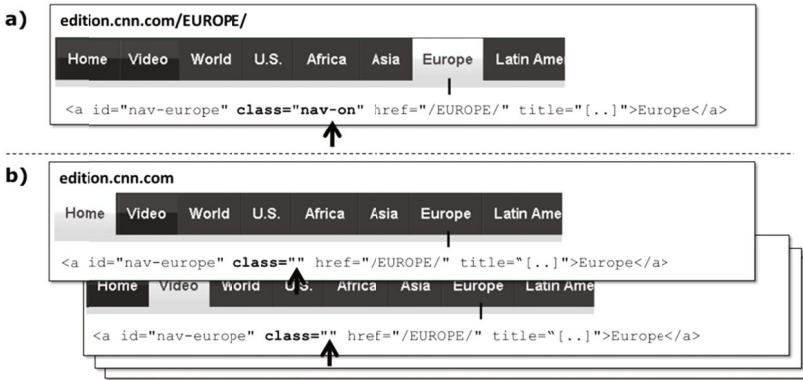 a)
edition.cnn.com/EUROPE/
Home Video World U.S. Africa Asia Europe Latin Ame
<a id="nav-europe" class="nav-on" href="/EUROPE/" title="[..]">Europe</a>
b)
edition.cnn.com
Home Video World U.S. Africa Asia Europe Latin Ame
<a id="nav-europe" class="" href="/EUROPE/" title=“[..]">Europe</a>
Home Video World U.S. Africa Asia Europe Latin Ame
<a id="nav-europe" class="" href="/EUROPE/" title=“[..]">Europe</a>